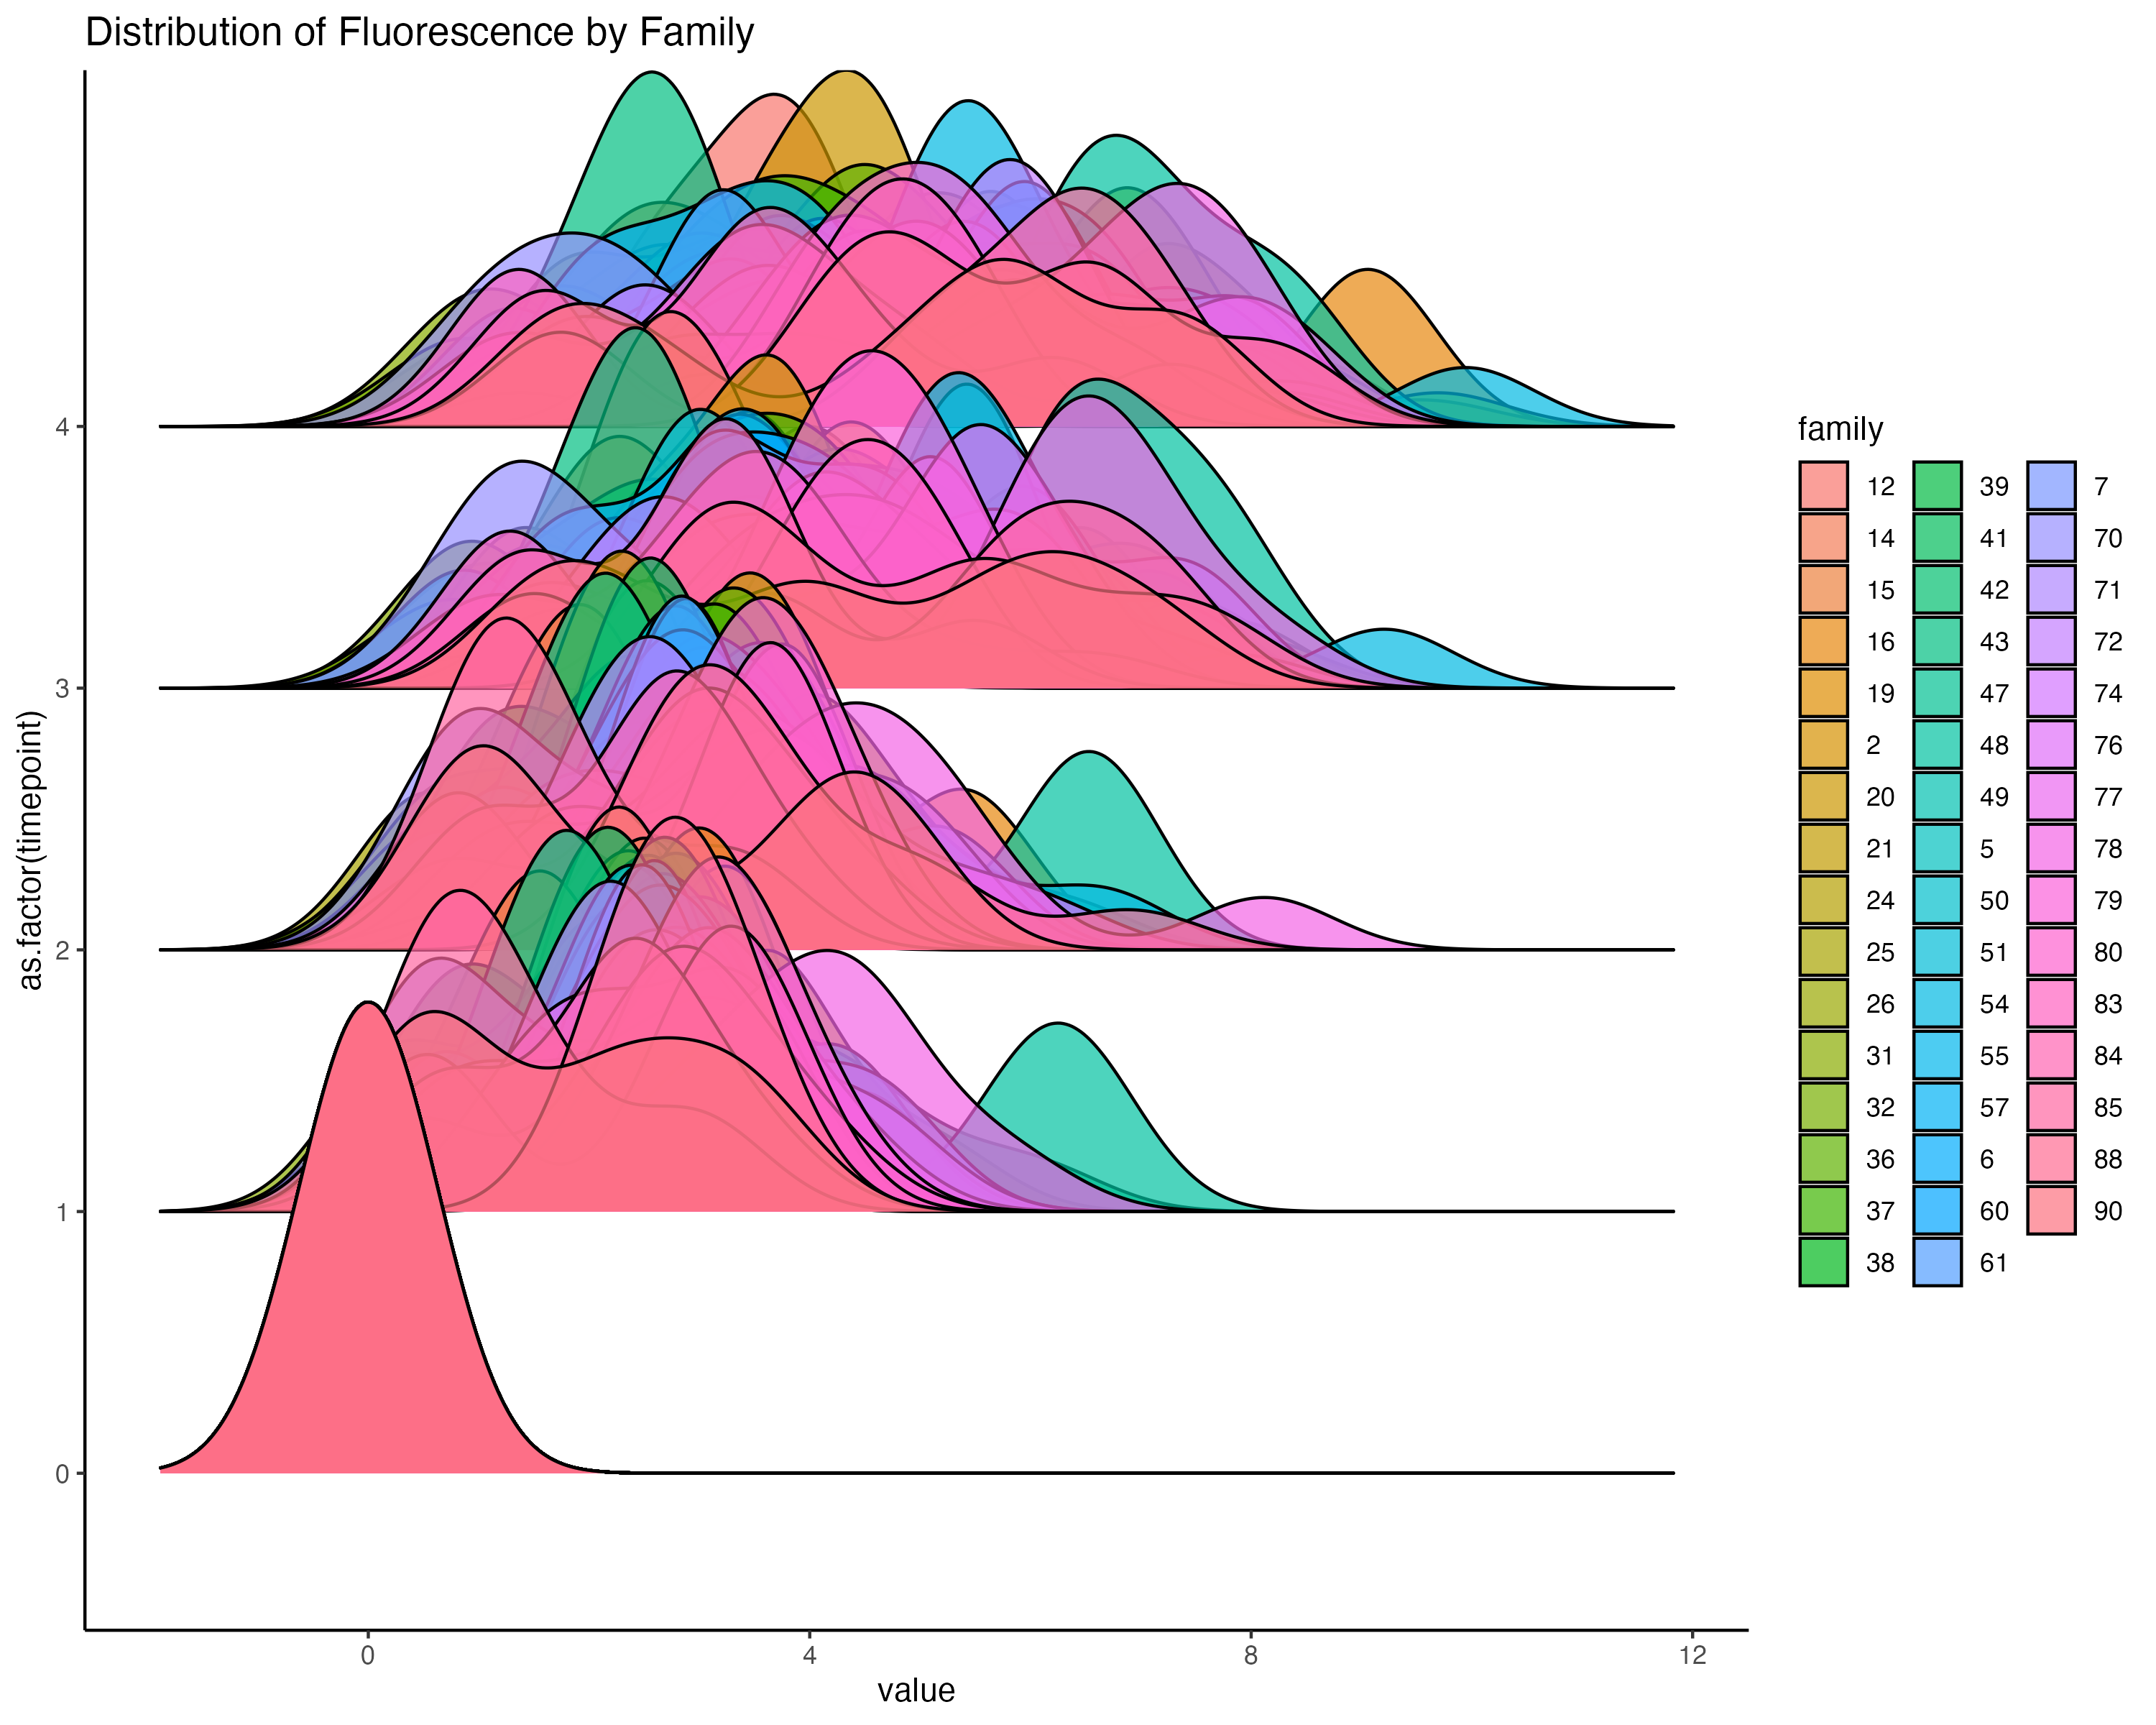 Distribution of Fluorescence by Family
as.factor(timepoint)
4
3
2
1
0
0 4 8 12
value
family
12 39 7
14 41 70
15 42 71
16 43 72
19 47 74
2 48 76
20 49 77
21 5 78
24 50 79
25 51 80
26 54 83
31 55 84
32 57 85
36 6 88
37 60 90
38 61